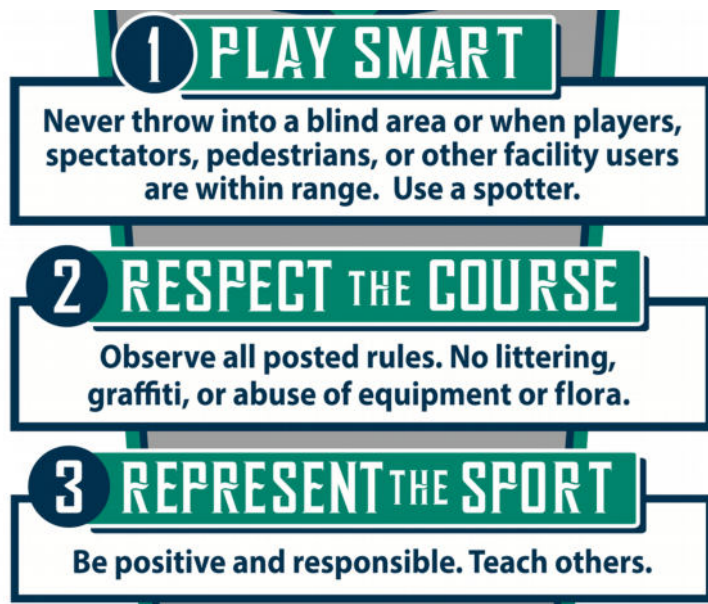 1 PLAY SMART
Never throw into a blind area or when players,
spectators, pedestrians, or other facility users
are within range.  Use a spotter.
2 RESPECT THE COURSE
Observe all posted rules. No littering,
graffiti, or abuse of equipment or flora.
3 REPRESENT THE SPORT
Be positive and responsible. Teach others.